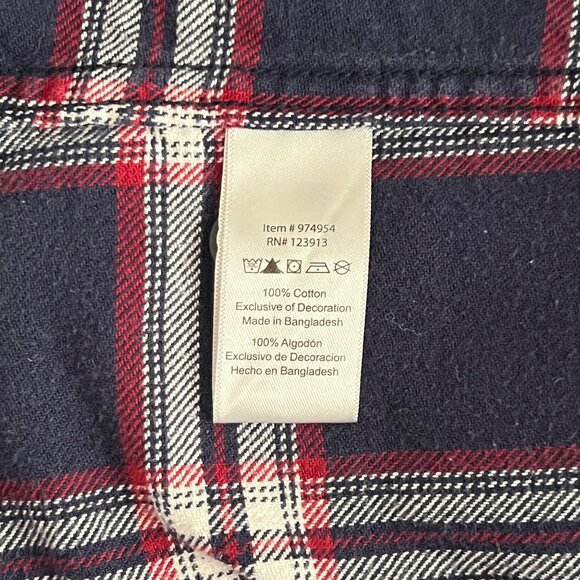 Item # 974954
RN# 123913
100% Cotton
Exclusive of Decoration
Made in Bangladesh
100% Algodón
Exclusivo de Decoracion
Hecho en Bangladesh